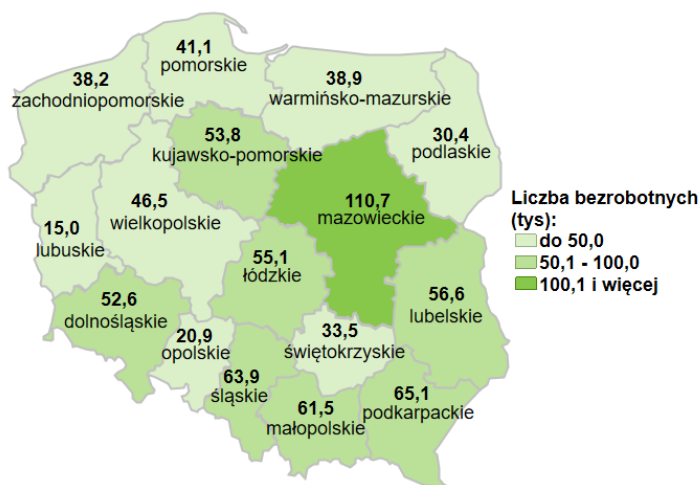 41,1
pomorskie
38,2
zachodniopomorskie
38,9
warmińsko-mazurskie
53,8
kujawsko-pomorskie
30,4
podlaskie
46,5
wielkopolskie
110,7
mazowieckie
15,0
lubuskie
55,1
łódzkie
52,6
dolnośląskie
56,6
lubelskie
20,9
opolskie
33,5
świętokrzyskie
63,9
śląskie
61,5
małopolskie
65,1
podkarpackie
Liczba bezrobotnych
(tys):
do 50,0
50,1 - 100,0
100,1 i więcej